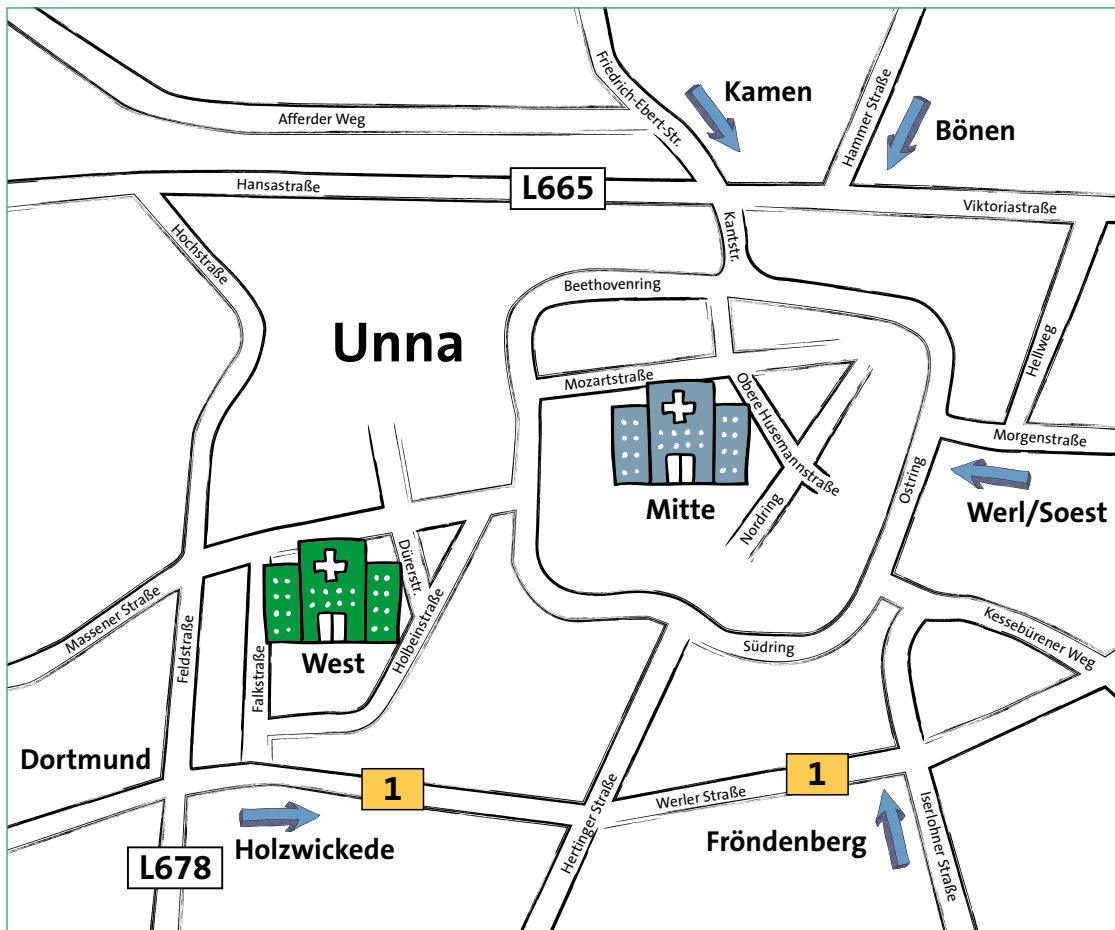 Friedrich-Ebert-Str.
Kamen
Hammer Straße
Bönen
Afferder Weg
Hansastraße
L665
Viktoriastraße
Kantstr.
Hochstraße
Beethovenring
Unna
Hellweg
Mozartstraße
Obere Husemannstraße
Morgenstraße
Ostring
Mitte
Nordring
Werl/Soest
Dürerstr.
Massener Straße
Feldstraße
Holbeinstraße
West
Falkstraße
Südring
Kessebürener Weg
Dortmund
1
1
Werler Straße
Hertinger Straße
Iserlohner Straße
Fröndenberg
Holzwickede
L678